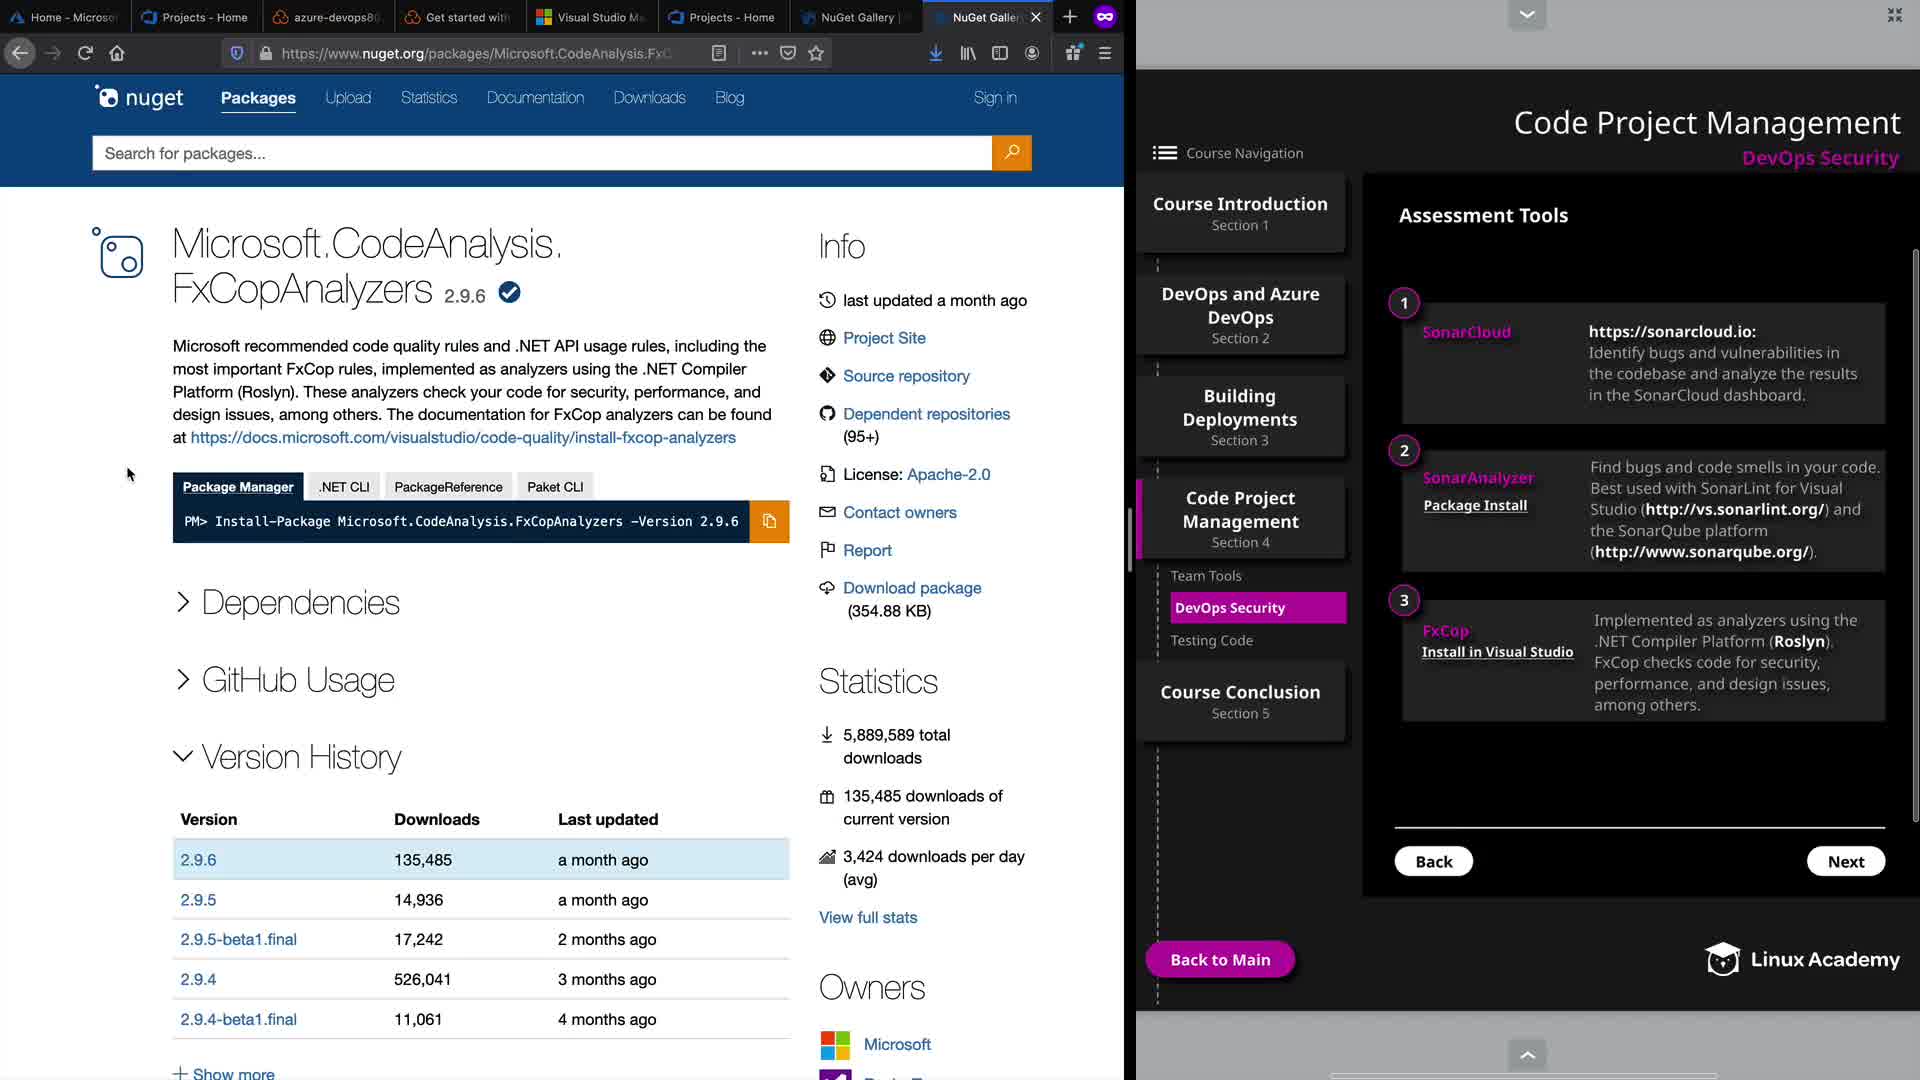 Home - Microsof
Projects - Home
azure-devops80
Get started with
Visual Studio Ma
Projects - Home
NuGet Gallery |
NuGet Galler
https://www.nuget.org/packages/Microsoft.CodeAnalysis.FxC
nuget
Packages
Upload
Statistics
Documentation
Downloads
Blog
Sign in
Search for packages...
Microsoft.CodeAnalysis.
FxCopAnalyzers 2.9.6
Microsoft recommended code quality rules and .NET API usage rules, including the
most important FxCop rules, implemented as analyzers using the .NET Compiler
Platform (Roslyn). These analyzers check your code for security, performance, and
design issues, among others. The documentation for FxCop analyzers can be found
at https://docs.microsoft.com/visualstudio/code-quality/install-fxcop-analyzers
Package Manager
.NET CLI
PackageReference
Paket CLI
PM> Install-Package Microsoft.CodeAnalysis.FxCopAnalyzers -Version 2.9.6
Dependencies
GitHub Usage
Version History
Version Downloads Last updated
2.9.6 135,485 a month ago
2.9.5 14,936 a month ago
2.9.5-beta1.final 17,242 2 months ago
2.9.4 526,041 3 months ago
2.9.4-beta1.final 11,061 4 months ago
Show more
Info
last updated a month ago
Project Site
Source repository
Dependent repositories
(95+)
License: Apache-2.0
Contact owners
Report
Download package
(354.88 KB)
Statistics
5,889,589 total
downloads
135,485 downloads of
current version
3,424 downloads per day
(avg)
View full stats
Owners
Microsoft
Code Project Management
DevOps Security
Course Navigation
Course Introduction
Section 1
DevOps and Azure
DevOps
Section 2
Building
Deployments
Section 3
Code Project
Management
Section 4
Team Tools
DevOps Security
Testing Code
Course Conclusion
Section 5
Back to Main
Assessment Tools
1
SonarCloud
https://sonarcloud.io:
Identify bugs and vulnerabilities in
the codebase and analyze the results
in the SonarCloud dashboard.
2
SonarAnalyzer
Package Install
Find bugs and code smells in your code.
Best used with SonarLint for Visual
Studio (http://vs.sonarlint.org/) and
the SonarQube platform
(http://www.sonarqube.org/).
3
FxCop
Install in Visual Studio
Implemented as analyzers using the
.NET Compiler Platform (Roslyn),
FxCop checks code for security,
performance, and design issues,
among others.
Back
Next
Linux Academy